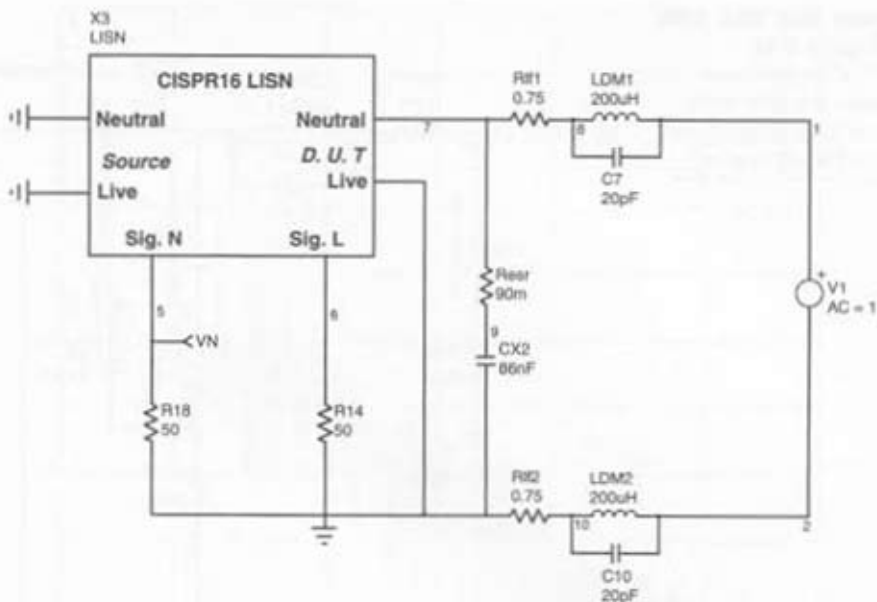 X3
LISN
CISPR16 LISN
Neutral
Neutral
Source
D. U. T
Live
Live
Sig. N
Sig. L
7
Rlf1
0.75
LDM1
200uH
8
C7
20pF
1
Resr
90m
9
CX2
66nF
+
V1
AC = 1
5
VN
6
R18
50
R14
50
Rlf2
0.75
LDM2
200uH
10
C10
20pF
2